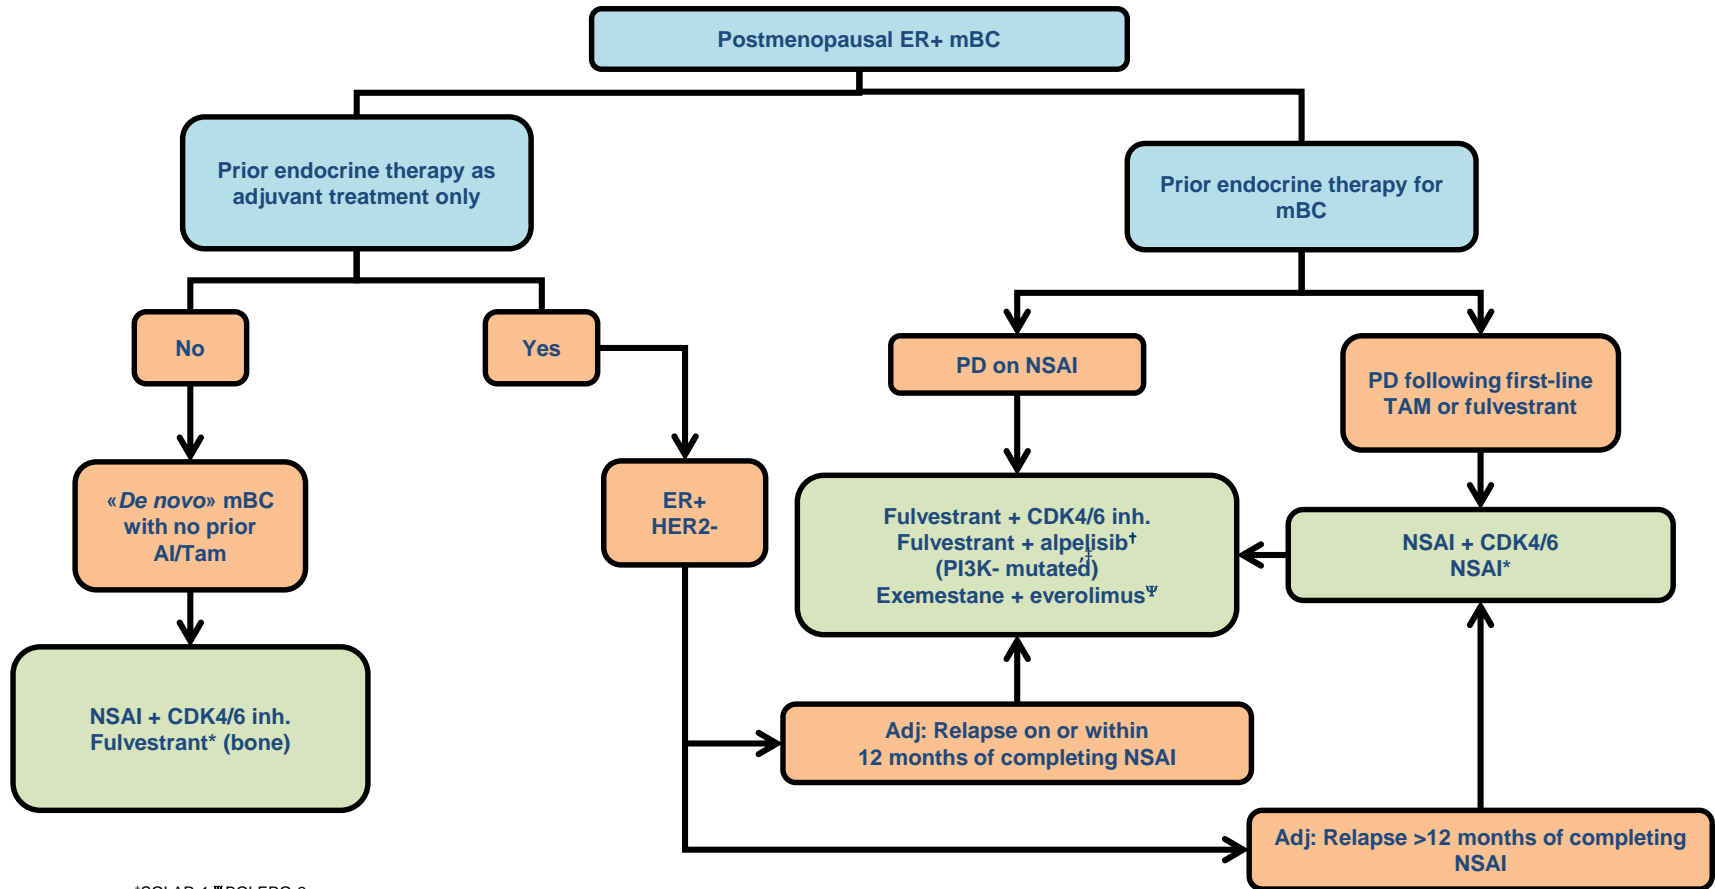 Postmenopausal ER+ mBC
Prior endocrine therapy as
adjuvant treatment only
Prior endocrine therapy for
mBC
No
Yes
PD on NSAI
PD following first-line
TAM or fulvestrant
«De novo» mBC
with no prior
AI/Tam
ER+
HER2-
Fulvestrant + CDK4/6 inh.
Fulvestrant + alpelisib†
(PI3K- mutated)‡
Exemestane + everolimusΨ
NSAI + CDK4/6
NSAI*
NSAI + CDK4/6 inh.
Fulvestrant* (bone)
Adj: Relapse on or within
12 months of completing NSAI
Adj: Relapse >12 months of completing
NSAI